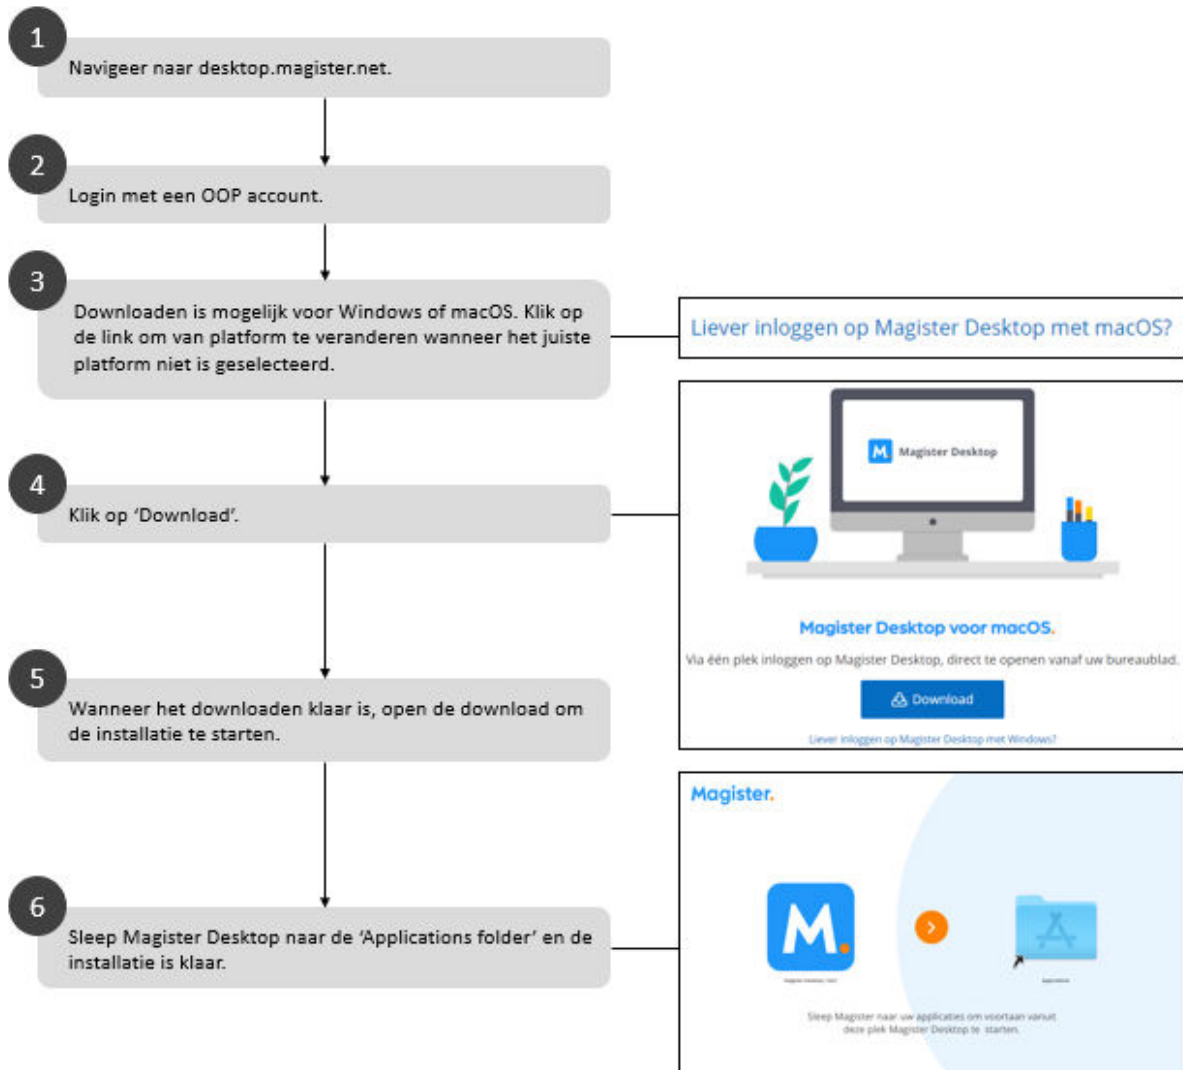 1
Navigeer naar desktop.magister.net.
2
Login met een OOP account.
3
Downloaden is mogelijk voor Windows of macOS. Klik op
de link om van platform te veranderen wanneer het juiste
platform niet is geselecteerd.
Liever inloggen op Magister Desktop met macOS?
4
Klik op ‘Download’.
M. Magister Desktop
Magister Desktop voor macOS.
Via één plek inloggen op Magister Desktop, direct te openen vanaf uw bureaublad.
Download
Liever inloggen op Magister Desktop met Windows?
5
Wanneer het downloaden klaar is, open de download om
de installatie te starten.
6
Sleep Magister Desktop naar de ‘Applications folder’ en de
installatie is klaar.
Magister.
M.
Sleep Magister naar uw applicaties om voortaan vanuit
deze plek Magister Desktop te starten.